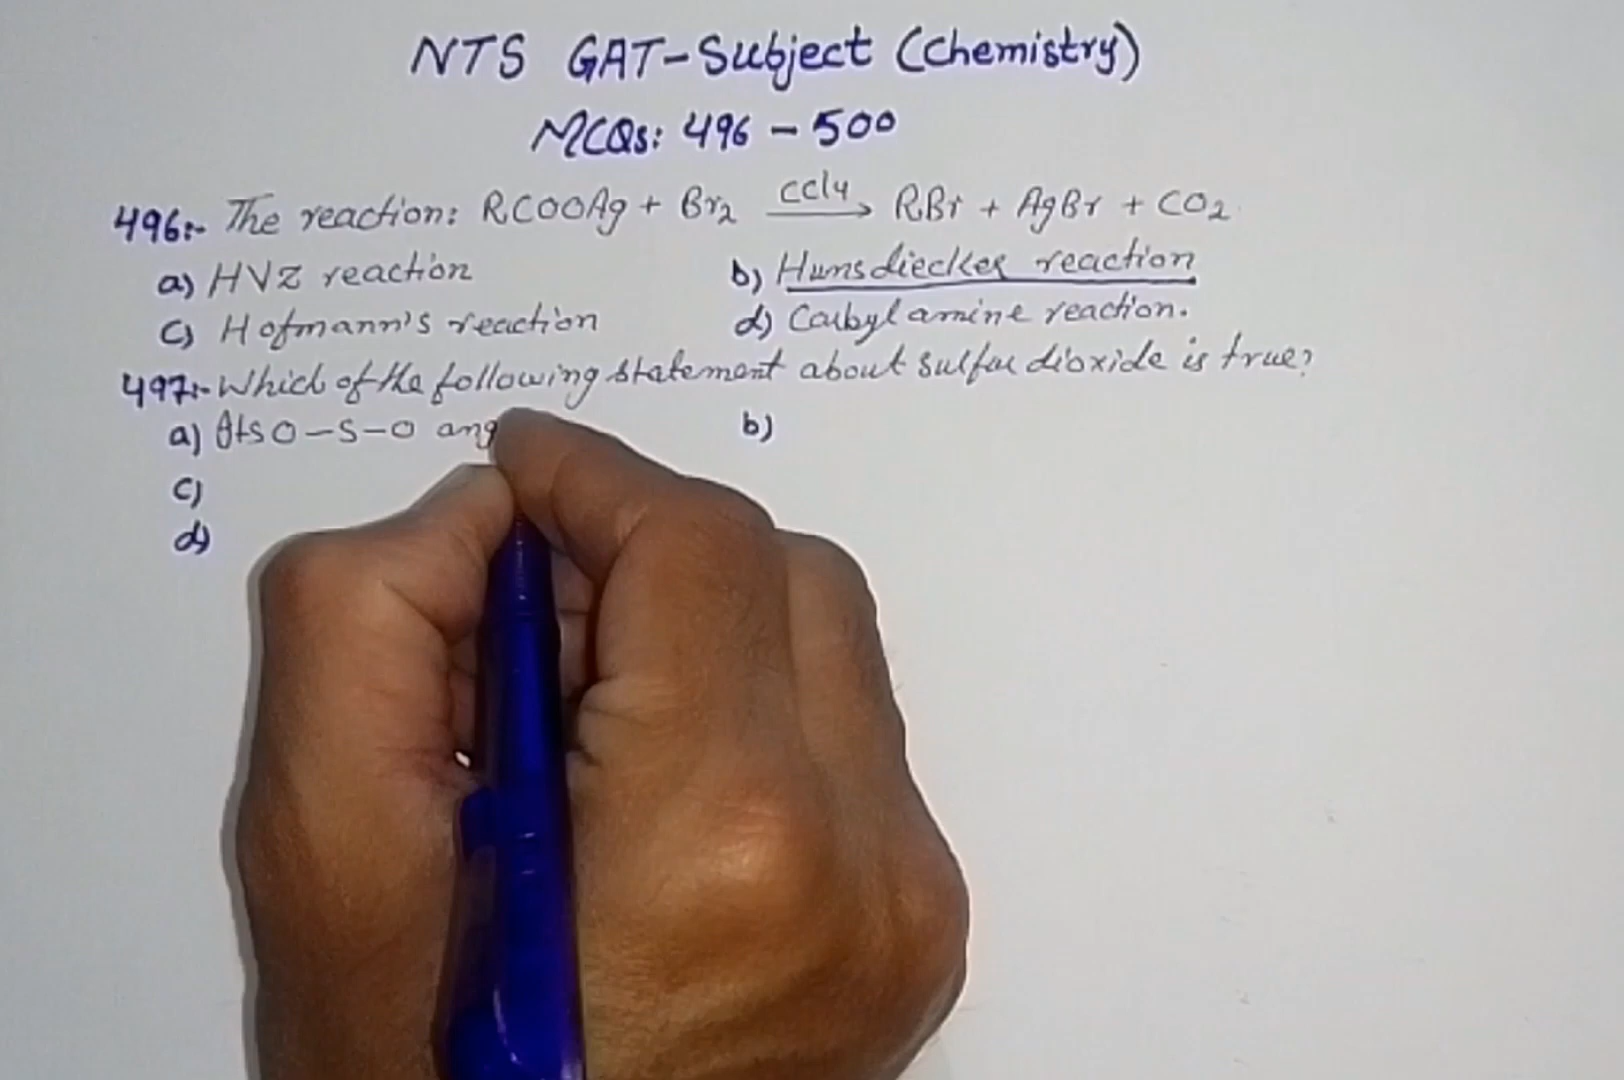 NTS GAT-Subject (Chemistry)
MCQs: 496 - 500
496:- The reaction: RCOOAg + Br2 CCl4 → RBr + AgBr + CO2
a) HVZ reaction b) Hunsdiecker reaction
c) Hofmann's reaction d) Carbylamine reaction.
497:- Which of the following statement about sulfur dioxide is true?
a) Its O-S-O ang b)
c)
d)